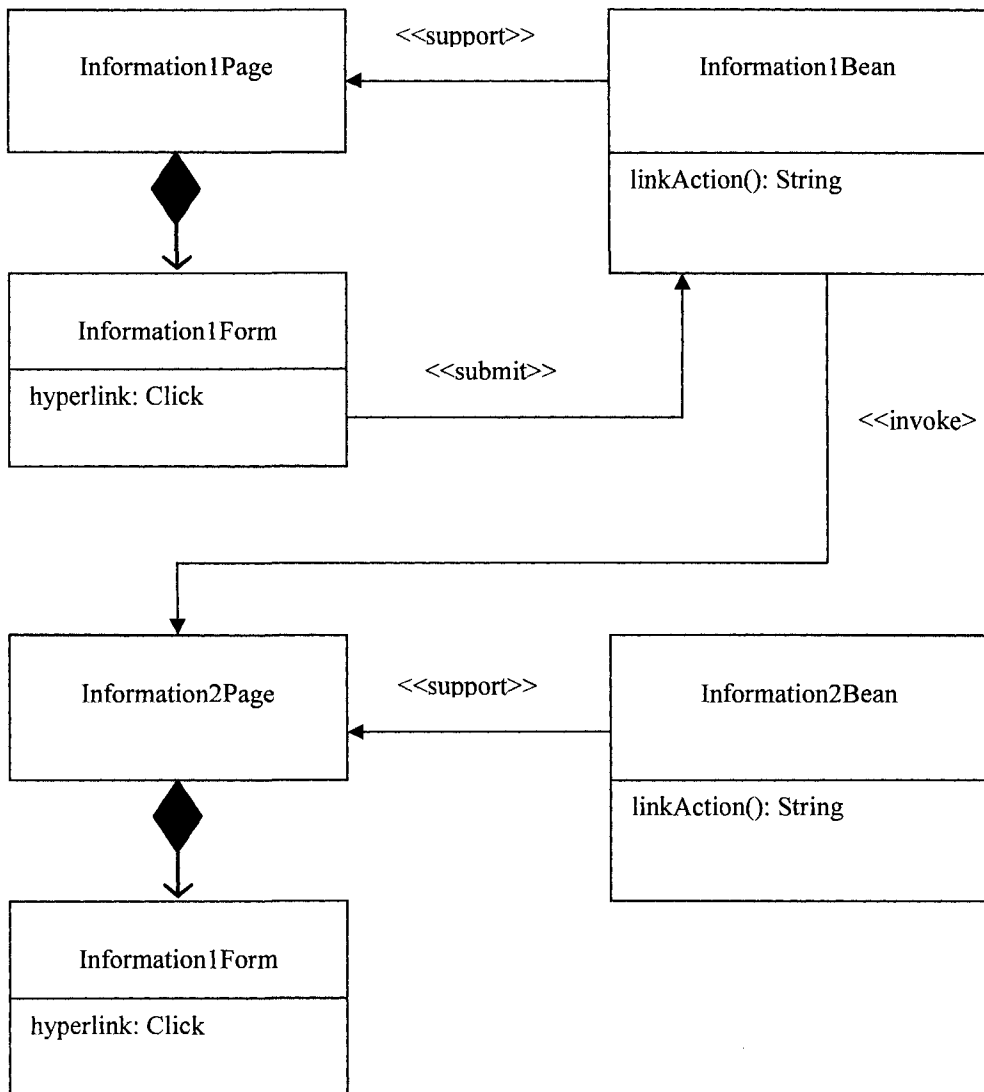 <<support>>
Information1Page
Information1Bean
linkAction(): String
Information1Form
hyperlink: Click
<<submit>>
<<invoke>
Information2Page
<<support>>
Information2Bean
linkAction(): String
Information1Form
hyperlink: Click